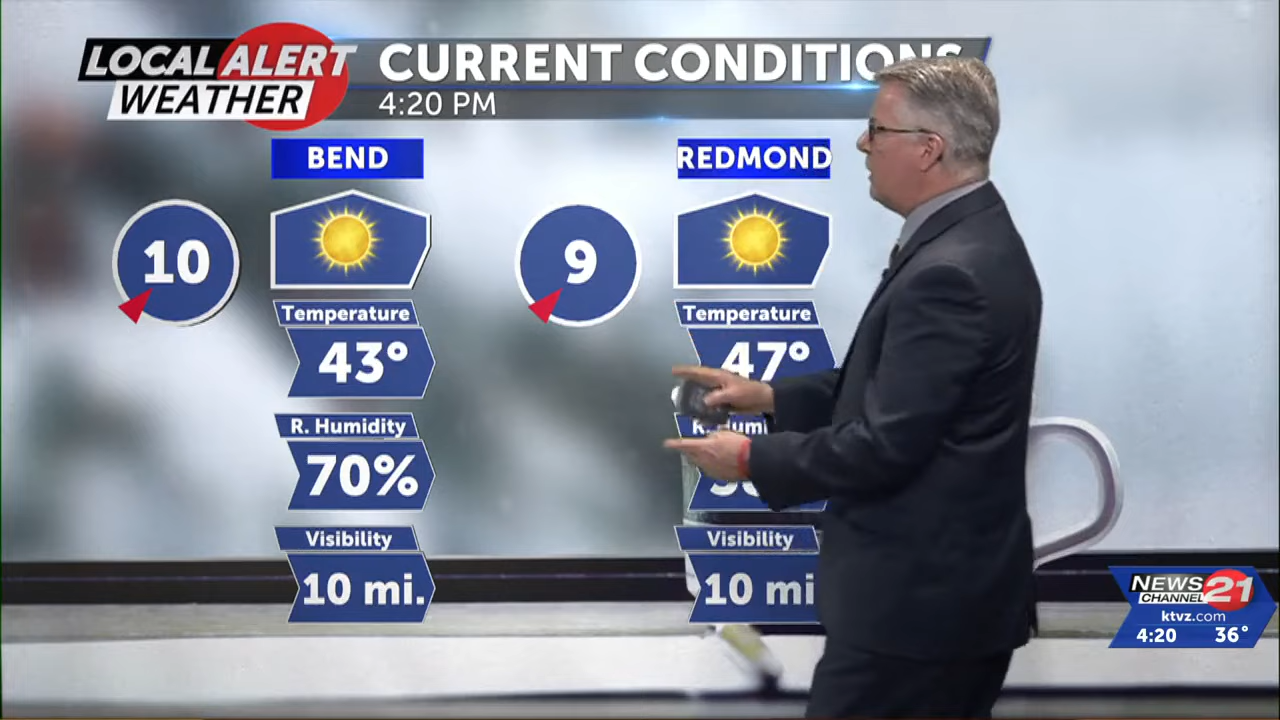 LOCAL ALERT
WEATHER
CURRENT CONDITIONS
4:20 PM
BEND
REDMOND
10
9
Temperature
43°
Temperature
47°
R. Humidity
70%
R. Humi
Visibility
10 mi.
Visibility
10 mi
NEWS
CHANNEL 21
ktvz.com
4:20 36°